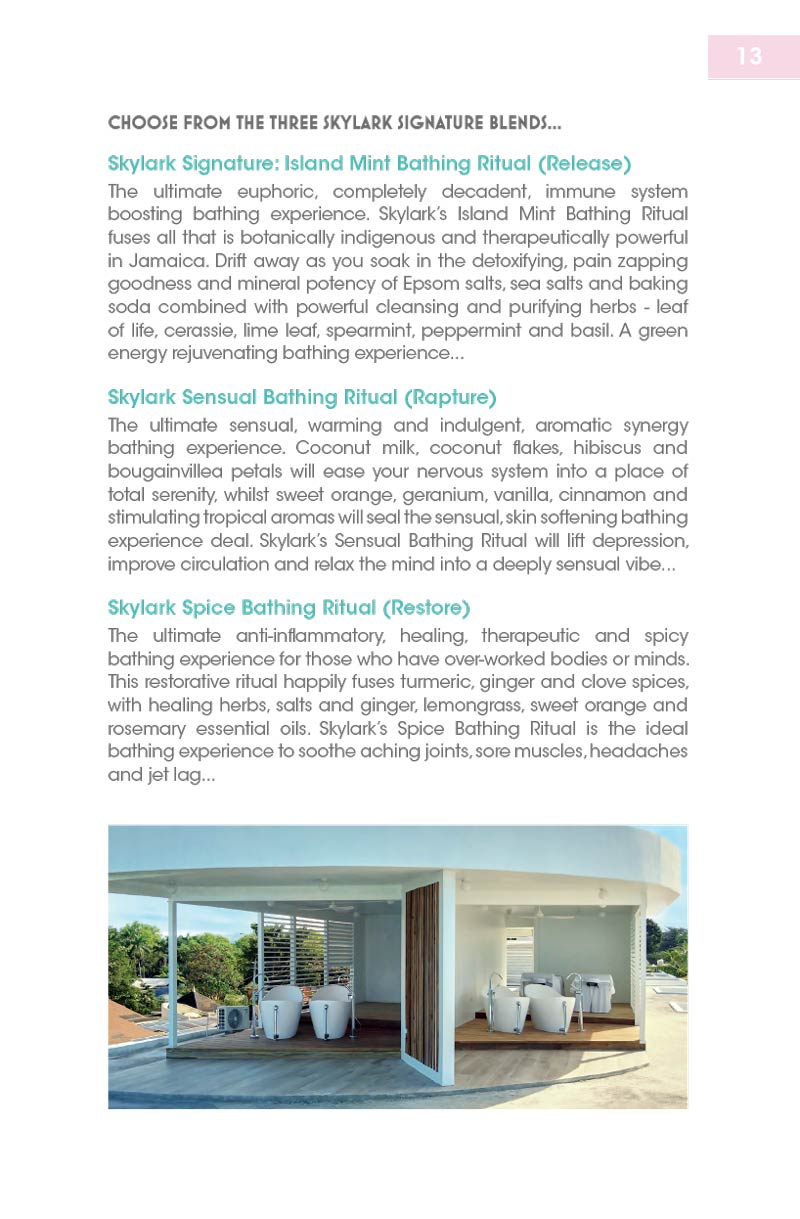 13
CHOOSE FROM THE THREE SKYLARK SIGNATURE BLENDS...
Skylark Signature: Island Mint Bathing Ritual (Release)
The ultimate euphoric, completely decadent, immune system
boosting bathing experience. Skylark’s Island Mint Bathing Ritual
fuses all that is botanically indigenous and therapeutically powerful
in Jamaica. Drift away as you soak in the detoxifying, pain zapping
goodness and mineral potency of Epsom salts, sea salts and baking
soda combined with powerful cleansing and purifying herbs - leaf
of life, cerassie, lime leaf, spearmint, peppermint and basil. A green
energy rejuvenating bathing experience...
Skylark Sensual Bathing Ritual (Rapture)
The ultimate sensual, warming and indulgent, aromatic synergy
bathing experience. Coconut milk, coconut flakes, hibiscus and
bougainvillea petals will ease your nervous system into a place of
total serenity, whilst sweet orange, geranium, vanilla, cinnamon and
stimulating tropical aromas will seal the sensual, skin softening bathing
experience deal. Skylark’s Sensual Bathing Ritual will lift depression,
improve circulation and relax the mind into a deeply sensual vibe...
Skylark Spice Bathing Ritual (Restore)
The ultimate anti-inflammatory, healing, therapeutic and spicy
bathing experience for those who have over-worked bodies or minds.
This restorative ritual happily fuses turmeric, ginger and clove spices,
with healing herbs, salts and ginger, lemongrass, sweet orange and
rosemary essential oils. Skylark’s Spice Bathing Ritual is the ideal
bathing experience to soothe aching joints, sore muscles, headaches
and jet lag...